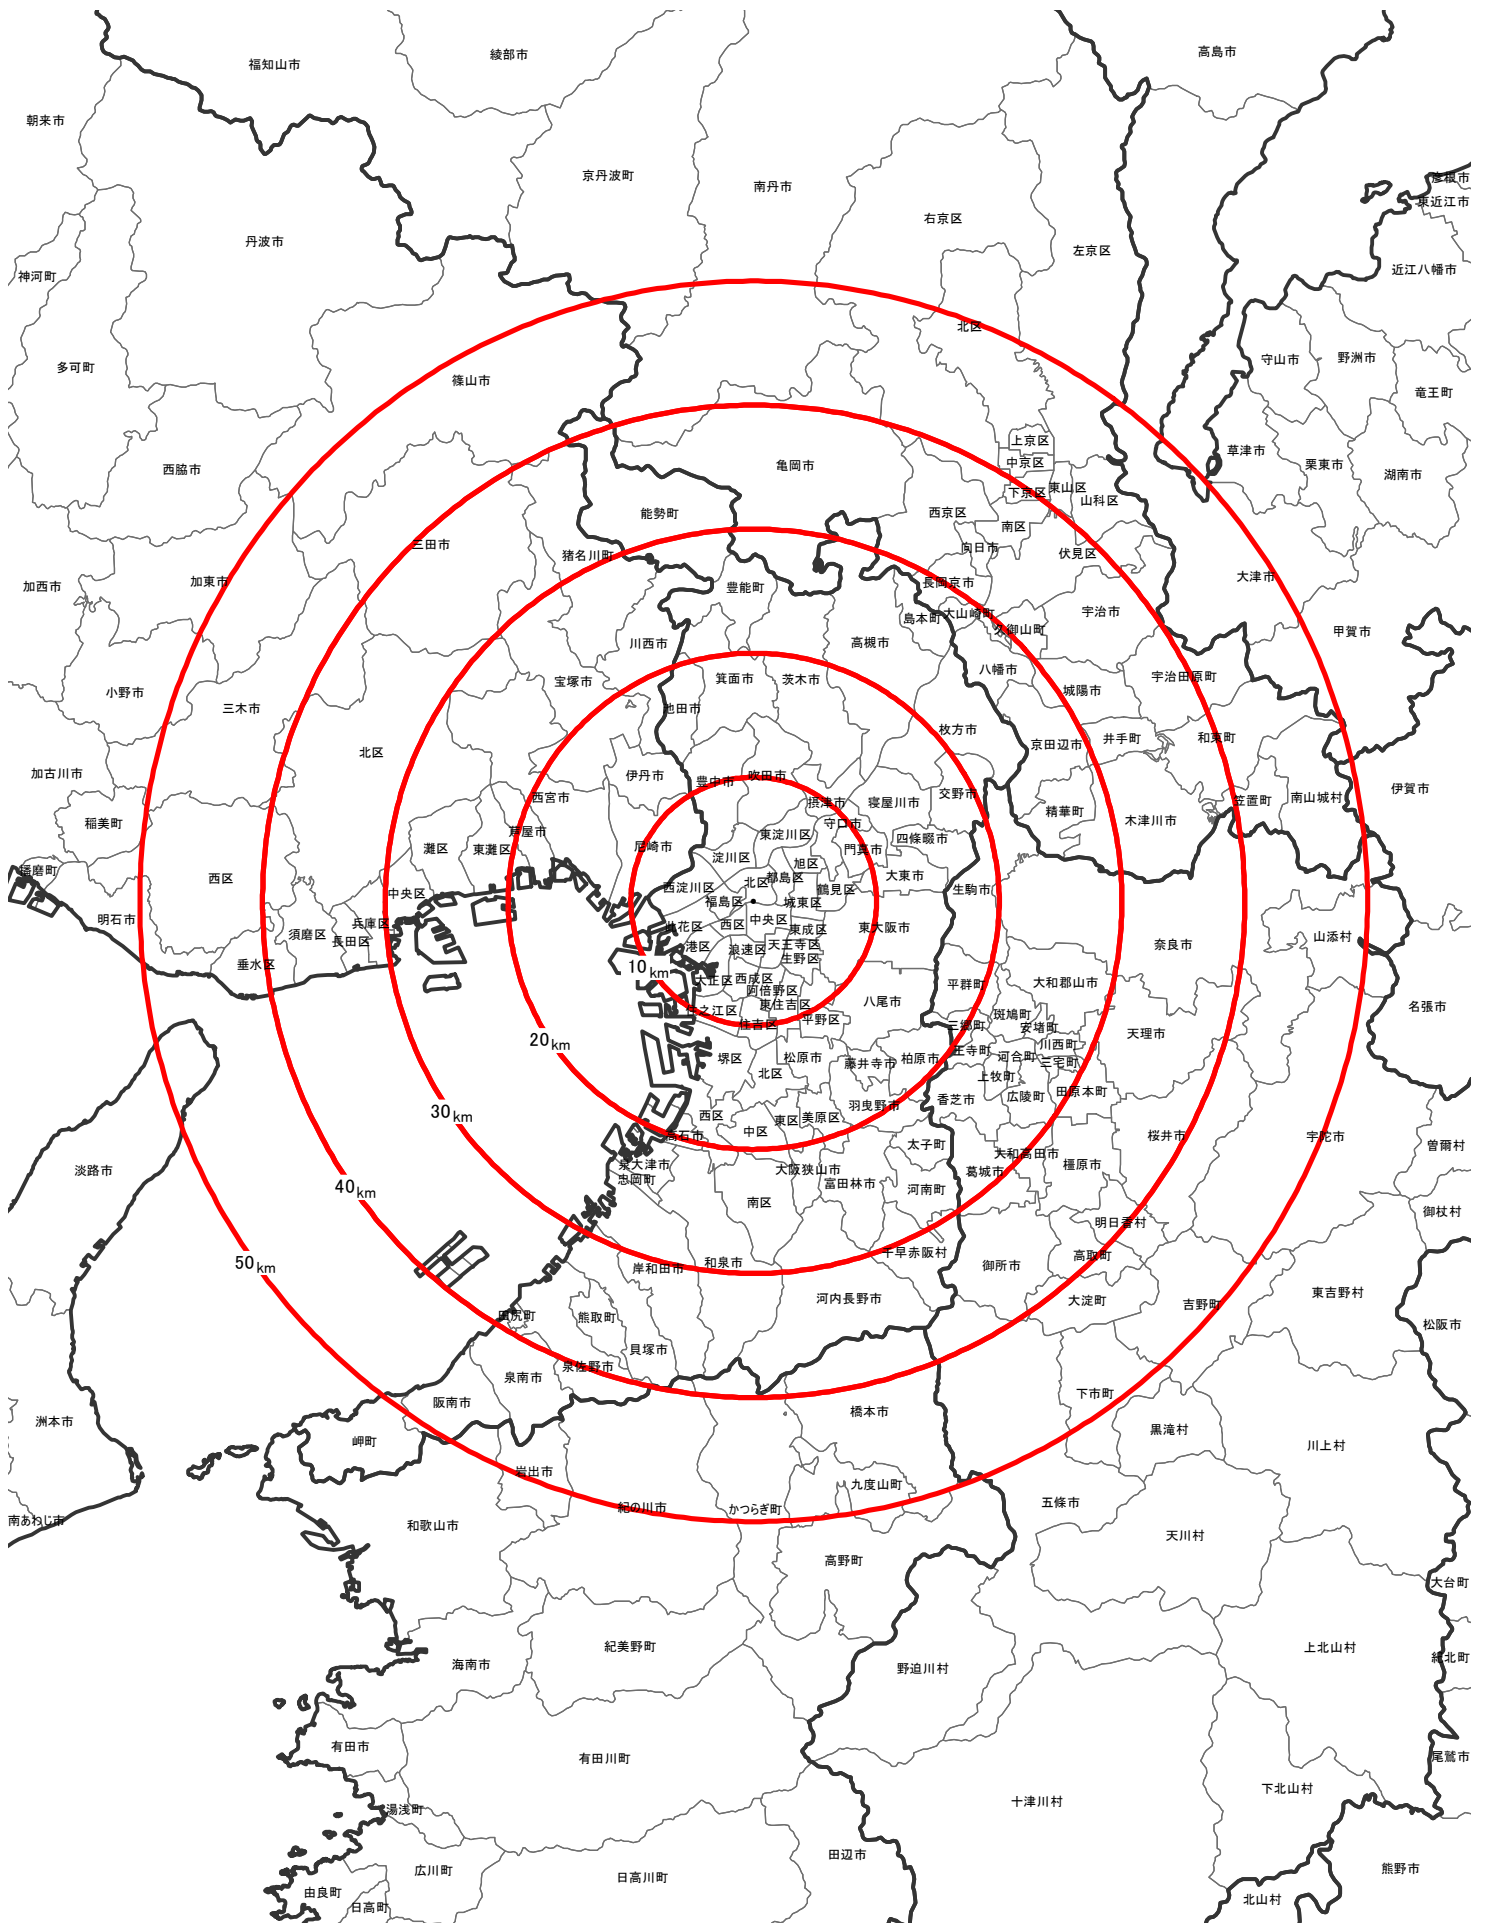 綾部市
高島市
福知山市
朝来市
京丹波町
彦根市
南丹市
東近江市
右京区
丹波市
左京区
近江八幡市
神河町
北区
守山市
野洲市
多可町
篠山市
竜王町
上京区
草津市
中京区
栗東市
亀岡市
西脇市
湖南市
下京区
東山区
山科区
西京区
能勢町
南区
三田市
向日市
伏見区
猪名川町
大津市
加西市
加東市
長岡京市
豊能町
島本町
大山崎町
宇治市
久御山町
甲賀市
川西市
高槻市
八幡市
宇治田原町
宝塚市
箕面市
茨木市
城陽市
小野市
三木市
池田市
枚方市
井手町
和束町
京田辺市
北区
加古川市
伊丹市
豊中市
吹田市
伊賀市
西宮市
交野市
摂津市
寝屋川市
笠置町
南山城村
精華町
木津川市
稲美町
守口市
芦屋市
東淀川区
四條畷市
灘区
東灘区
尼崎市
門真市
淀川区
旭区
播磨町
西区
都島区
大東市
北区
西淀川区
鶴見区
生駒市
中央区
福島区
城東区
明石市
兵庫区
此花区
西区
中央区
東成区
東大阪市
須磨区
長田区
港区
浪速区
天王寺区
奈良市
山添村
生野区
垂水区
10km
大正区
西成区
平群町
大和郡山市
阿倍野区
東住吉区
八尾市
住之江区
名張市
住吉区
平野区
斑鳩町
三郷町
安堵町
天理市
20km
川西町
王寺町
堺区
松原市
藤井寺市
柏原市
河合町
三宅町
北区
上牧町
田原本町
広陵町
香芝市
30km
羽曳野市
西区
東区
美原区
中区
高石市
桜井市
宇陀市
太子町
曽爾村
大和高田市
泉大津市
大阪狭山市
葛城市
橿原市
淡路市
忠岡町
富田林市
河南町
40km
南区
御杖村
明日香村
千早赤阪村
高取町
50km
岸和田市
和泉市
御所市
河内長野市
大淀町
吉野町
東吉野村
田尻町
熊取町
松阪市
貝塚市
泉佐野市
泉南市
下市町
阪南市
橋本市
洲本市
黒滝村
岬町
川上村
岩出市
九度山町
紀の川市
かつらぎ町
五條市
南あわじ市
和歌山市
天川村
高野町
大台町
紀美野町
上北山村
海南市
野迫川村
紀北町
有田市
有田川町
尾鷲市
下北山村
十津川村
湯浅町
田辺市
広川町
日高川町
熊野市
由良町
北山村
日高町